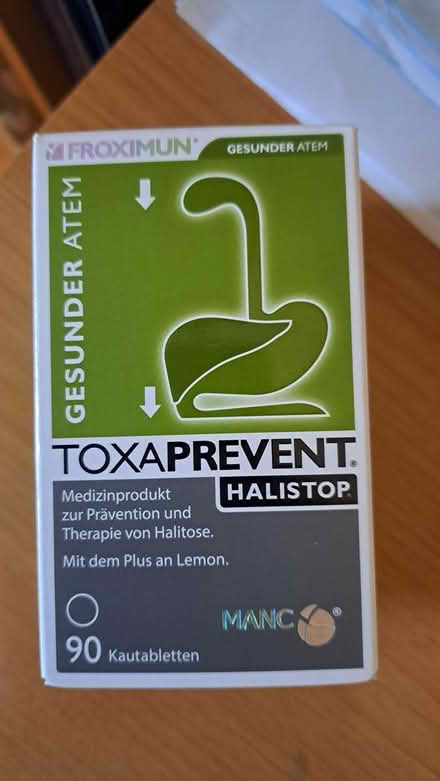 FROXIMUN®
GESUNDER ATEM
GESUNDER ATEM
TOXAPREVENT®
HALISTOP®
Medizinprodukt
zur Prävention und
Therapie von Halitose.
Mit dem Plus an Lemon.
MANC®
90 Kautabletten